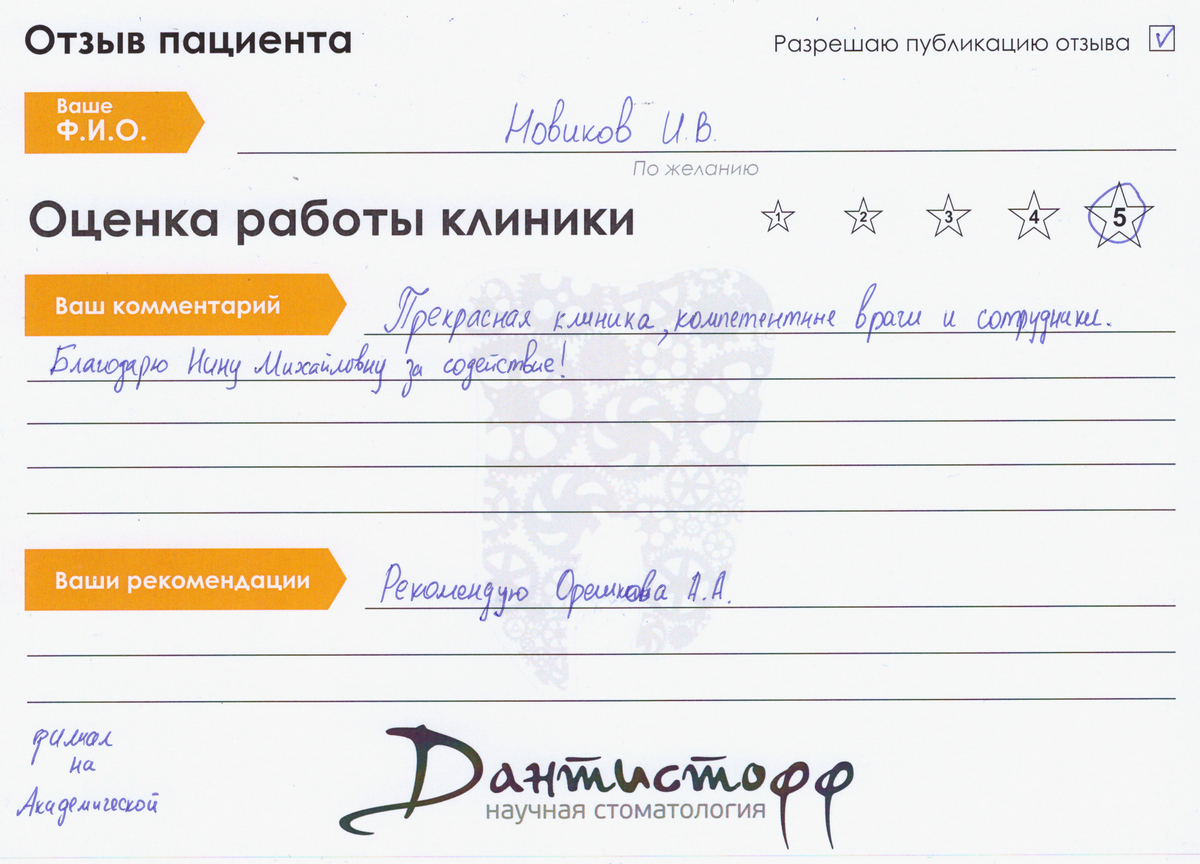 Отзыв пациента
Разрешаю публикацию отзыва
Ваше
Ф.И.О.
Новиков И.В.
По желанию
Оценка работы клиники
1 2 3 4 5
Ваш комментарий
Прекрасная клиника, компетентные врачи и сотрудники.
Благодарю Нину Михайловну за содействие!
Ваши рекомендации
Рекомендую Орешкова А.А.
филиал
на
Академической
Дантистофф
научная стоматология